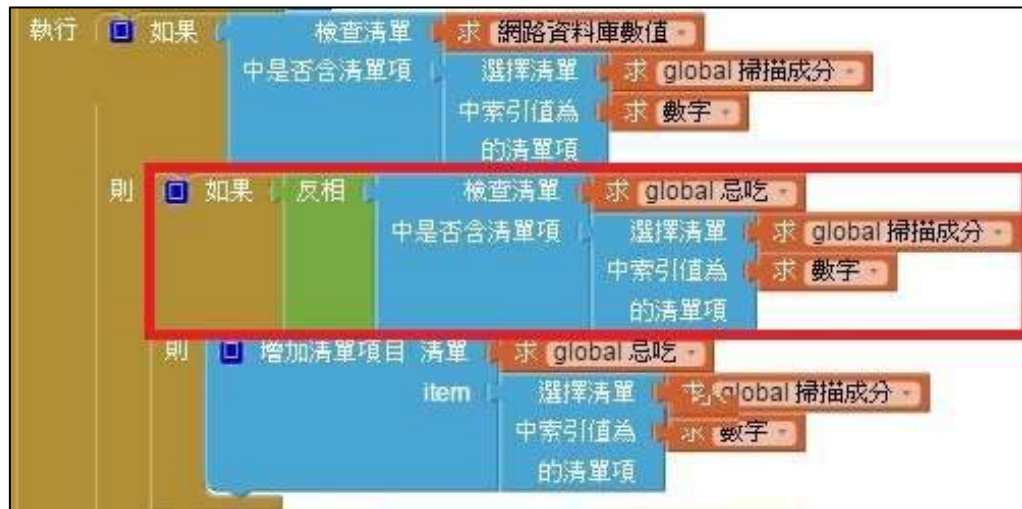 執行 如果 檢查清單 求 網路資料庫數值
中是否含清單項 選擇清單 求 global 掃描成分
中索引值為 求 數字
的清單項
則 如果 反相 檢查清單 求 global 忌吃
中是否含清單項 選擇清單 求 global 掃描成分
中索引值為 求 數字
的清單項
則 增加清單項目 清單 求 global 忌吃
item 選擇清單 求 global 掃描成分
中索引值為 求 數字
的清單項